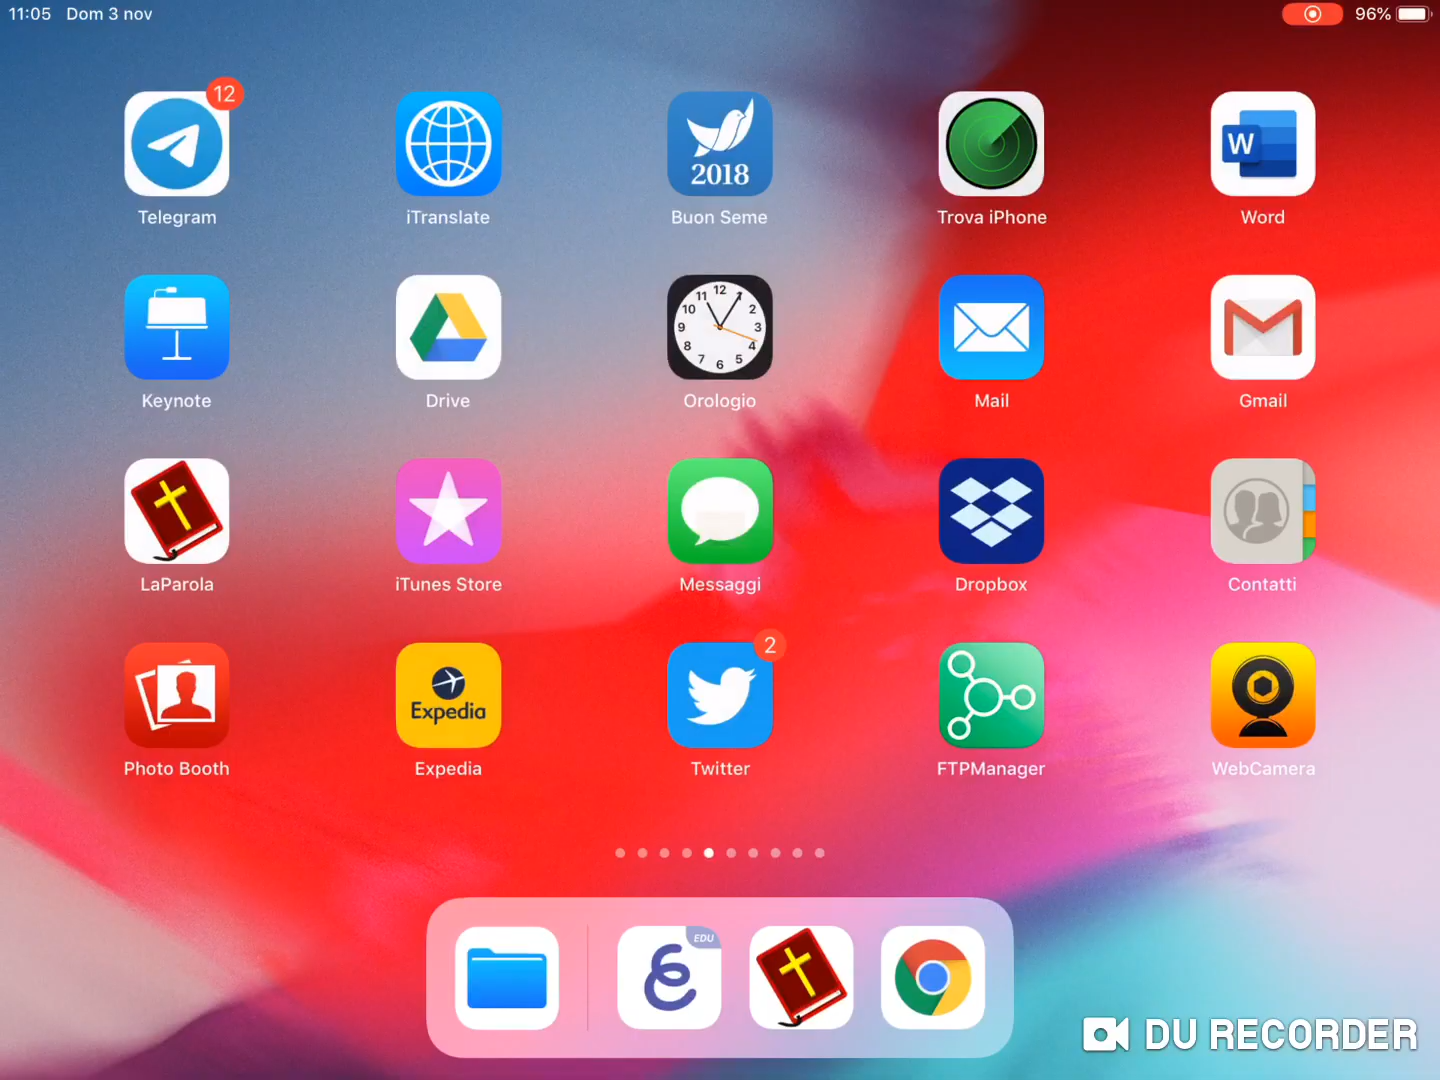 11:05 Dom 3 nov
96%
12
2018
W
Telegram
iTranslate
Buon Seme
Trova iPhone
Word
12
1
2
3
4
5
6
7
8
9
10
11
Keynote
Drive
Orologio
Mail
Gmail
LaParola
iTunes Store
Messaggi
Dropbox
Contatti
Expedia
2
Photo Booth
Expedia
Twitter
FTPManager
WebCamera
EDU
DU RECORDER